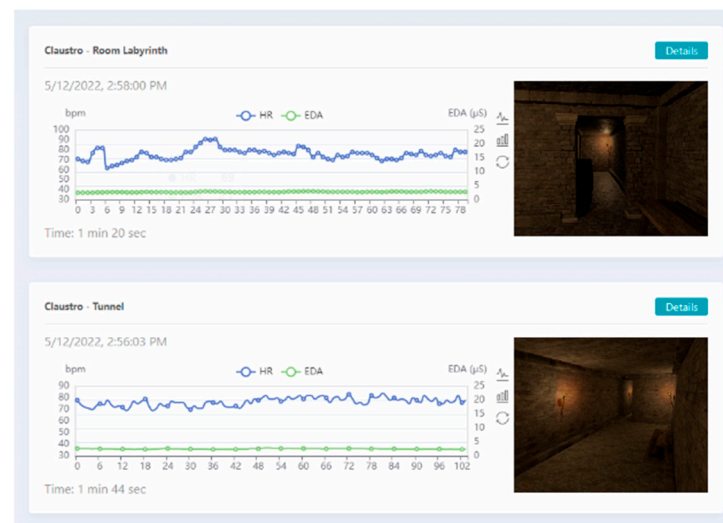 Claustro - Room Labyrinth
Details
5/12/2022, 2:58:00 PM
bpm HR EDA EDA (µS)
100 25
90
80 20
70 15
60
50 10
40 5
30 0
0 3 6 9 12 15 18 21 24 27 30 33 36 39 42 45 48 51 54 57 60 63 66 69 72 75 78
Time: 1 min 20 sec
Claustro - Tunnel
Details
5/12/2022, 2:56:03 PM
bpm HR EDA EDA (µS)
90 25
80 20
70
60 15
50 10
40 5
30 0
0 6 12 18 24 30 36 42 48 54 60 66 72 78 84 90 96 102
Time: 1 min 44 sec